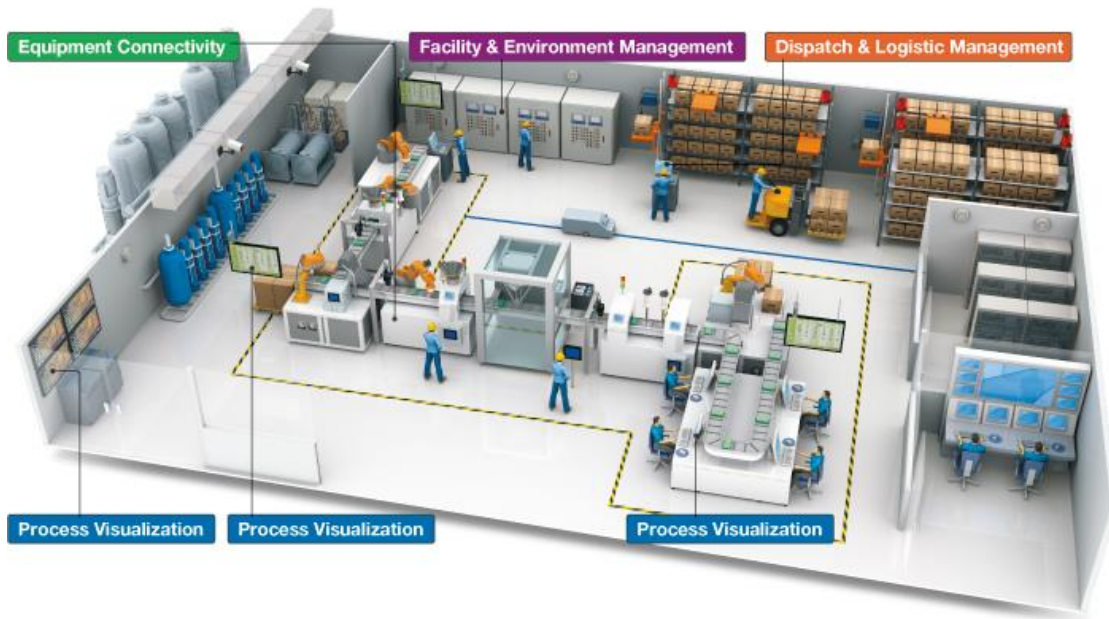 Equipment Connectivity
Facility & Environment Management
Dispatch & Logistic Management
Process Visualization
Process Visualization
Process Visualization